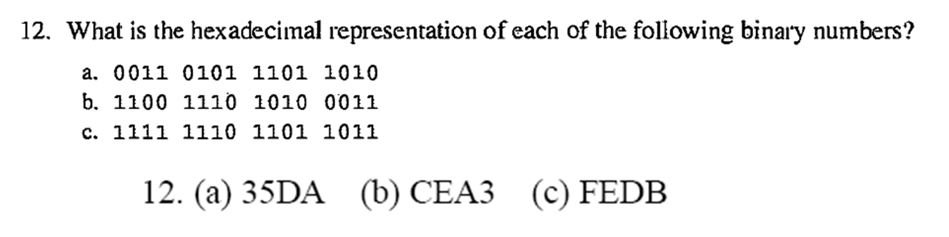 12. What is the hexadecimal representation of each of the following binary numbers?
a. 0011 0101 1101 1010
b. 1100 1110 1010 0011
c. 1111 1110 1101 1011
12. (a) 35DA (b) CEA3 (c) FEDB